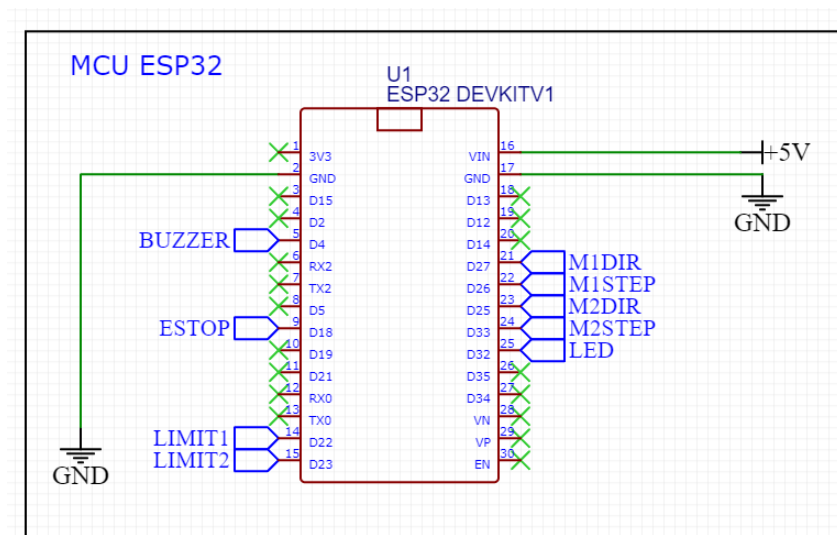 MCU ESP32
U1
ESP32 DEVKITV1
1 3V3 VIN 16 +5V
2 GND GND 17
3 D15 D13 18
4 D2 D12 19 GND
BUZZER 5 D4 D14 20
6 RX2 D27 21 M1DIR
7 TX2 D26 22 M1STEP
8 D5 D25 23 M2DIR
ESTOP 9 D18 D33 24 M2STEP
10 D19 D32 25 LED
11 D21 D35 26
12 RX0 D34 27
13 TX0 VN 28
LIMIT1 14 D22 VP 29
LIMIT2 15 D23 EN 30
GND